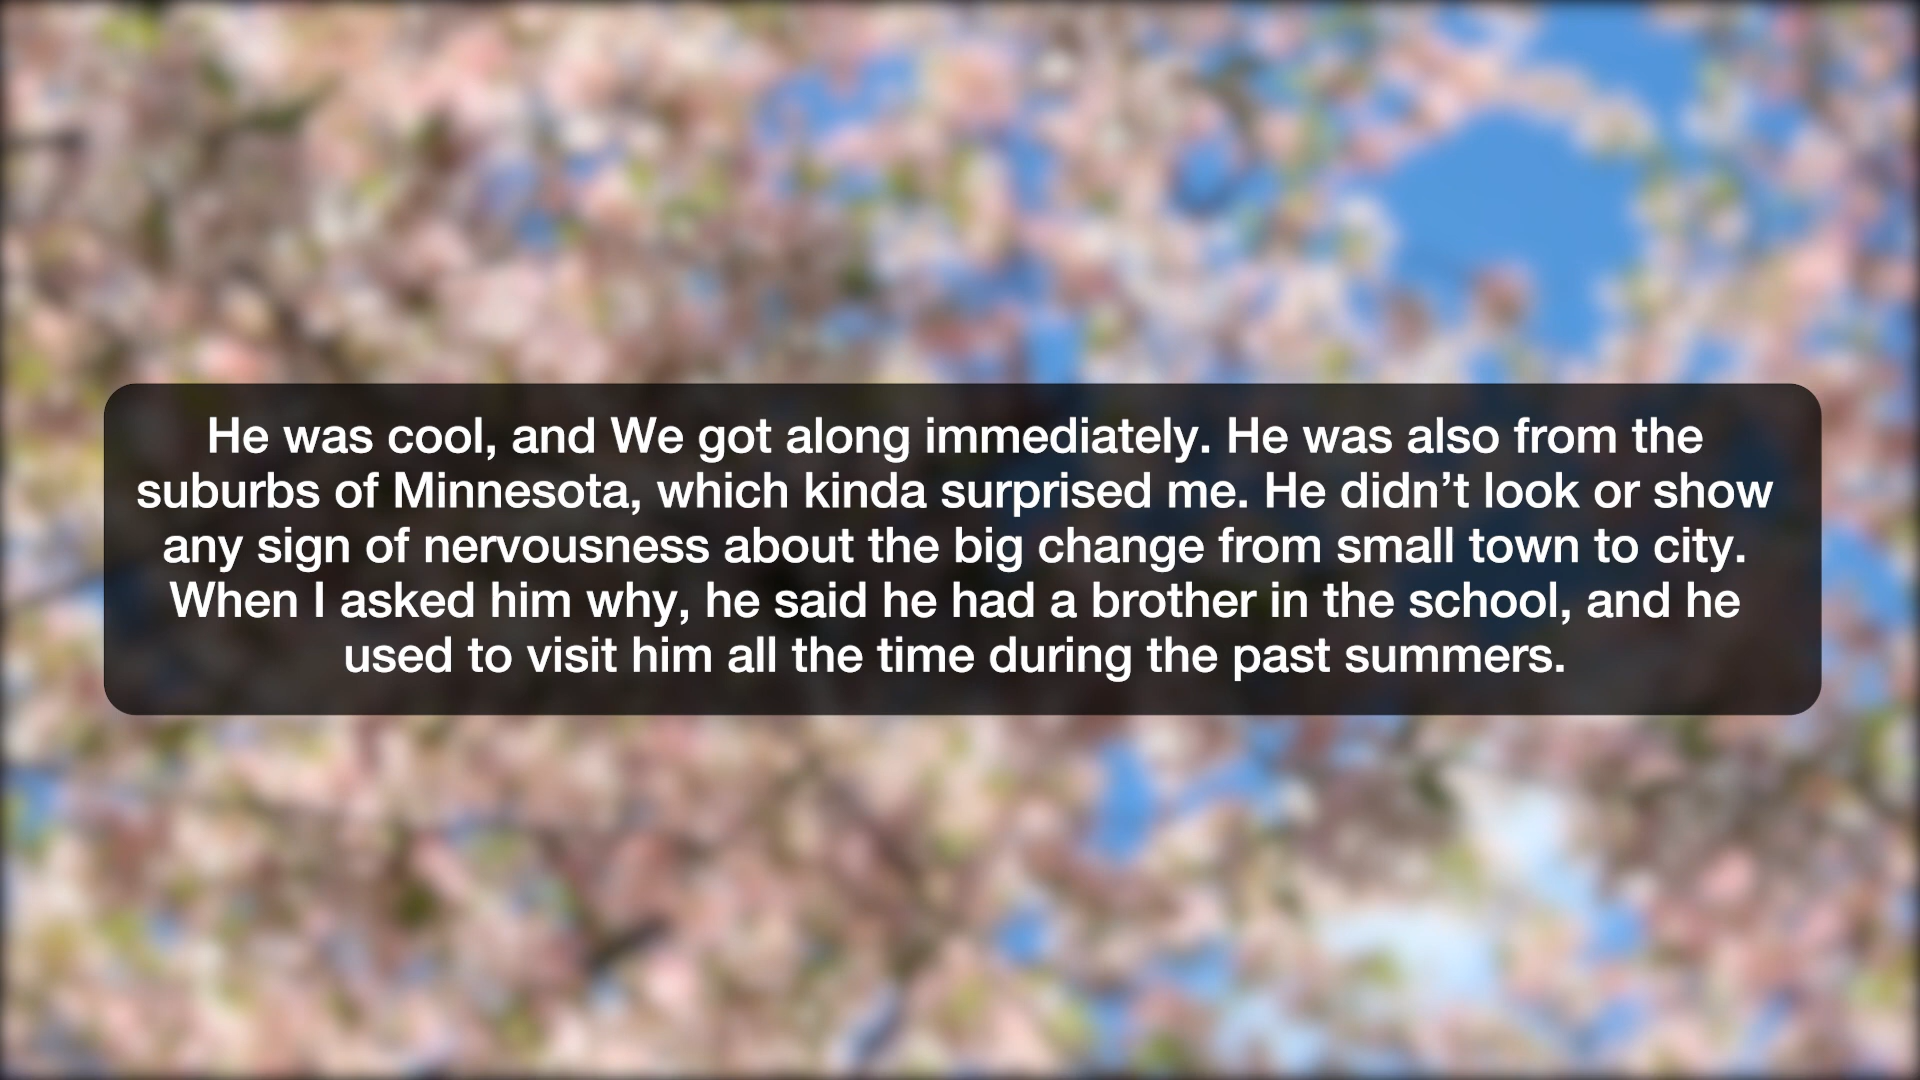 He was cool, and We got along immediately. He was also from the
suburbs of Minnesota, which kinda surprised me. He didn’t look or show
any sign of nervousness about the big change from small town to city.
When I asked him why, he said he had a brother in the school, and he
used to visit him all the time during the past summers.